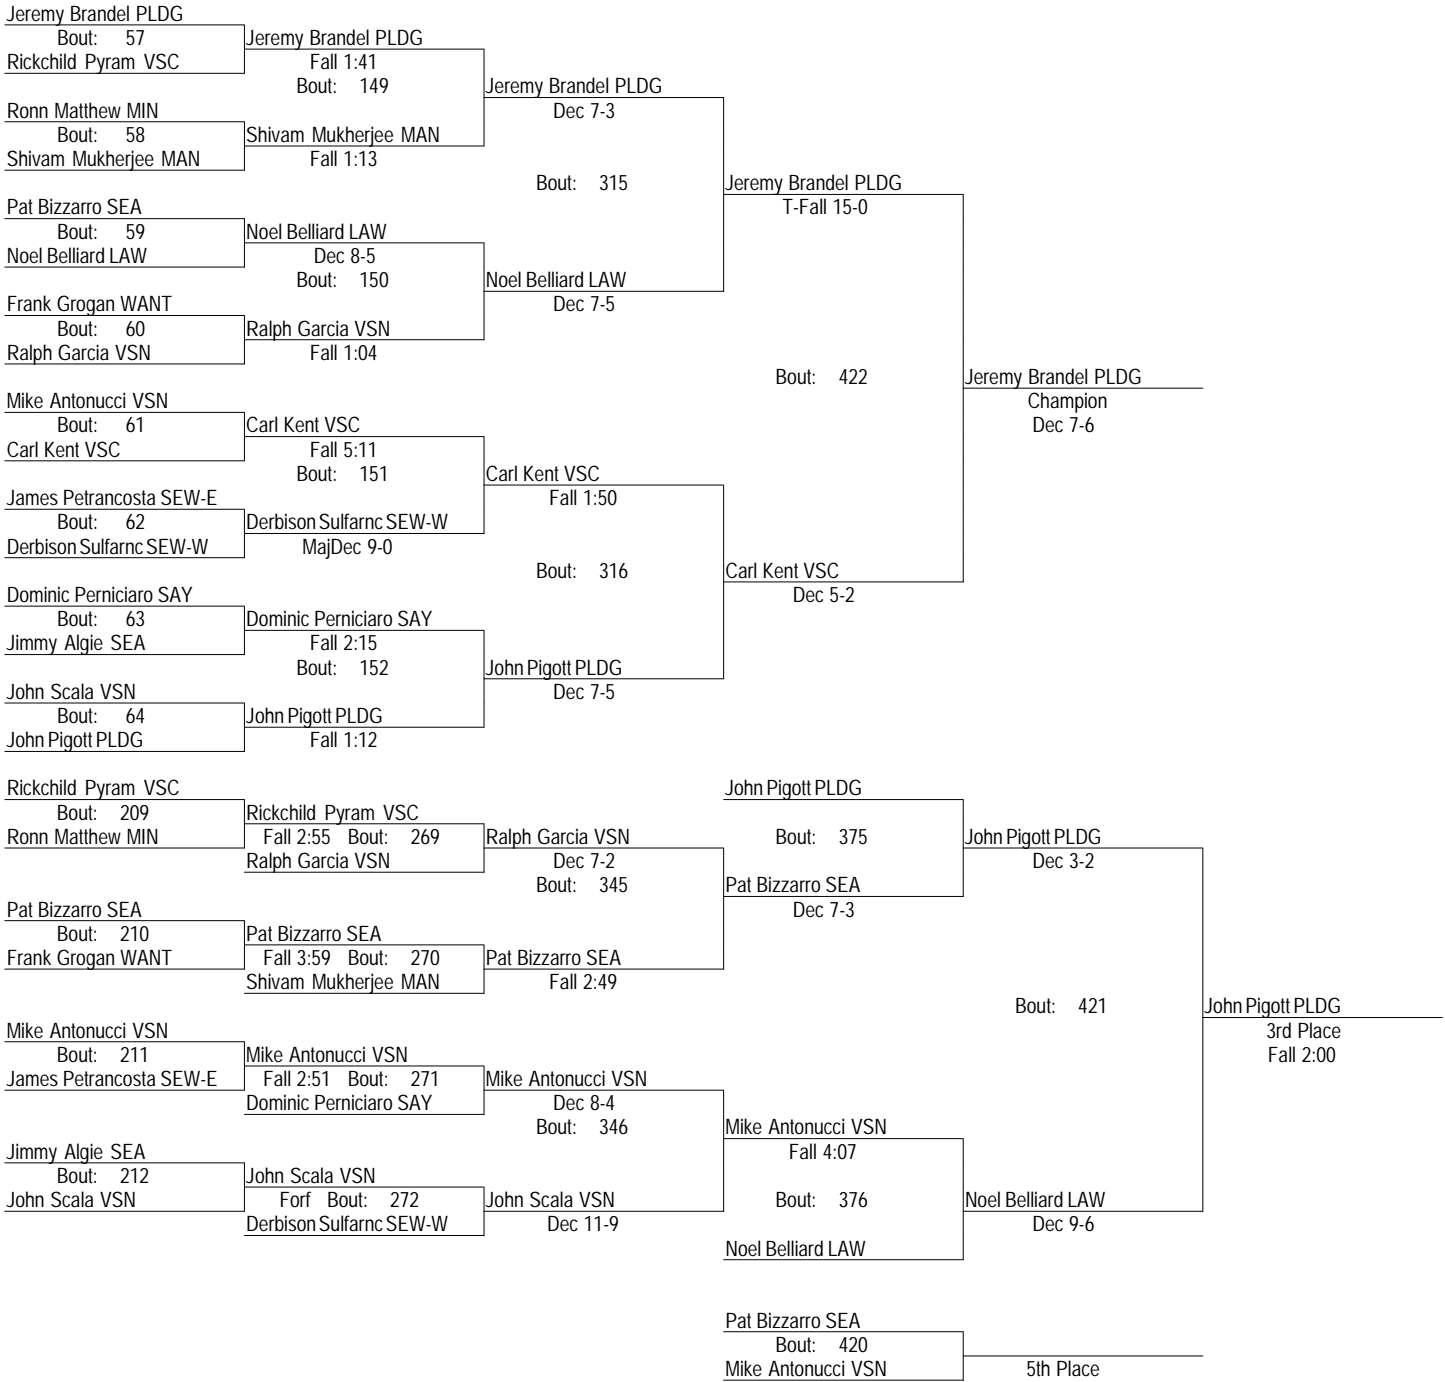 Jeremy Brandel PLDG
Bout: 57 Jeremy Brandel PLDG
Rickchild Pyram VSC Fall 1:41
Bout: 149 Jeremy Brandel PLDG
Ronn Matthew MIN Dec 7-3
Bout: 58 Shivam Mukherjee MAN
Shivam Mukherjee MAN Fall 1:13
Bout: 315 Jeremy Brandel PLDG
Pat Bizzarro SEA T-Fall 15-0
Bout: 59 Noel Belliard LAW
Noel Belliard LAW Dec 8-5
Bout: 150 Noel Belliard LAW
Frank Grogan WANT Dec 7-5
Bout: 60 Ralph Garcia VSN
Ralph Garcia VSN Fall 1:04
Bout: 422 Jeremy Brandel PLDG
Mike Antonucci VSN Champion
Bout: 61 Carl Kent VSC Dec 7-6
Carl Kent VSC Fall 5:11
Bout: 151 Carl Kent VSC
James Petrancosta SEW-E Fall 1:50
Bout: 62 Derbison Sulfarnc SEW-W
Derbison Sulfarnc SEW-W MajDec 9-0
Bout: 316 Carl Kent VSC
Dominic Perniciaro SAY Dec 5-2
Bout: 63 Dominic Perniciaro SAY
Jimmy Algie SEA Fall 2:15
Bout: 152 John Pigott PLDG
John Scala VSN Dec 7-5
Bout: 64 John Pigott PLDG
John Pigott PLDG Fall 1:12
Rickchild Pyram VSC John Pigott PLDG
Bout: 209 Rickchild Pyram VSC
Ronn Matthew MIN Fall 2:55 Bout: 269 Ralph Garcia VSN Bout: 375 John Pigott PLDG
Ralph Garcia VSN Dec 7-2 Dec 3-2
Bout: 345 Pat Bizzarro SEA
Pat Bizzarro SEA Dec 7-3
Bout: 210 Pat Bizzarro SEA
Frank Grogan WANT Fall 3:59 Bout: 270 Pat Bizzarro SEA
Shivam Mukherjee MAN Fall 2:49
Bout: 421 John Pigott PLDG
Mike Antonucci VSN 3rd Place
Bout: 211 Mike Antonucci VSN Fall 2:00
James Petrancosta SEW-E Fall 2:51 Bout: 271 Mike Antonucci VSN
Dominic Perniciaro SAY Dec 8-4
Bout: 346 Mike Antonucci VSN
Jimmy Algie SEA Fall 4:07
Bout: 212 John Scala VSN
John Scala VSN Forf Bout: 272 John Scala VSN Bout: 376 Noel Belliard LAW
Derbison Sulfarnc SEW-W Dec 11-9 Dec 9-6
Noel Belliard LAW
Pat Bizzarro SEA
Bout: 420
Mike Antonucci VSN 5th Place